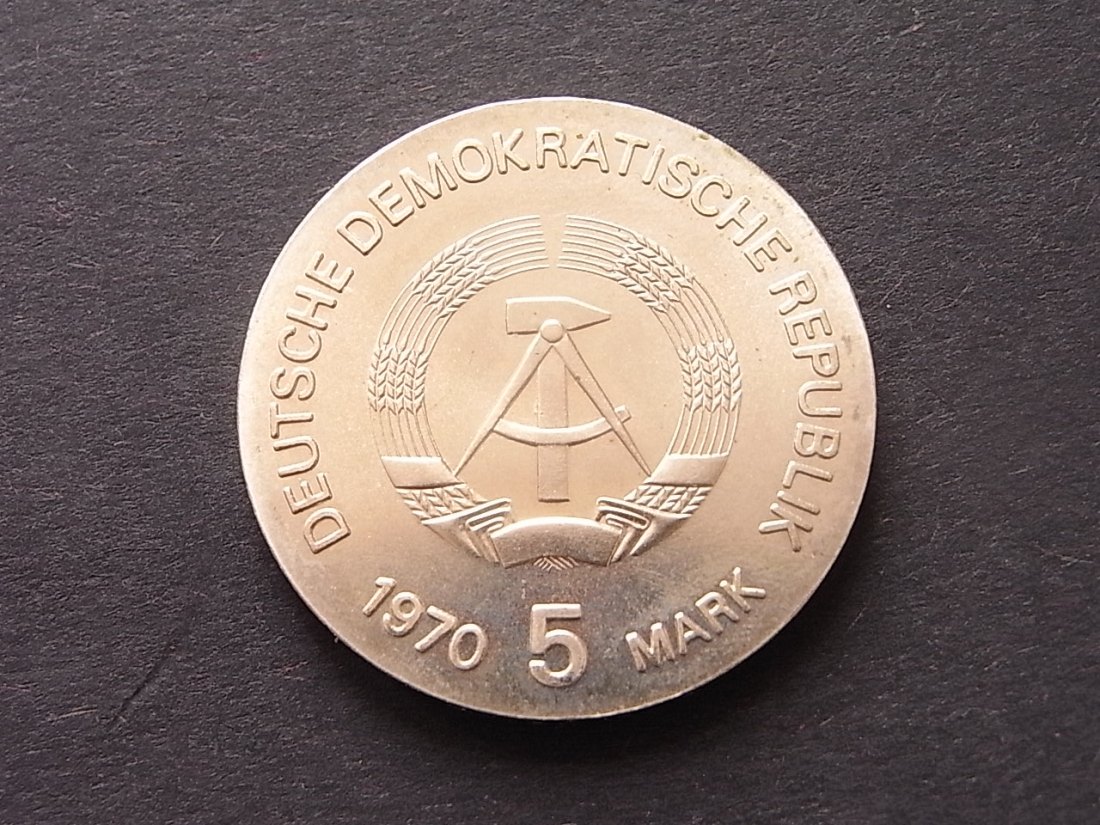 DEUTSCHE DEMOKRATISCHE REPUBLIK
1970 5 MARK